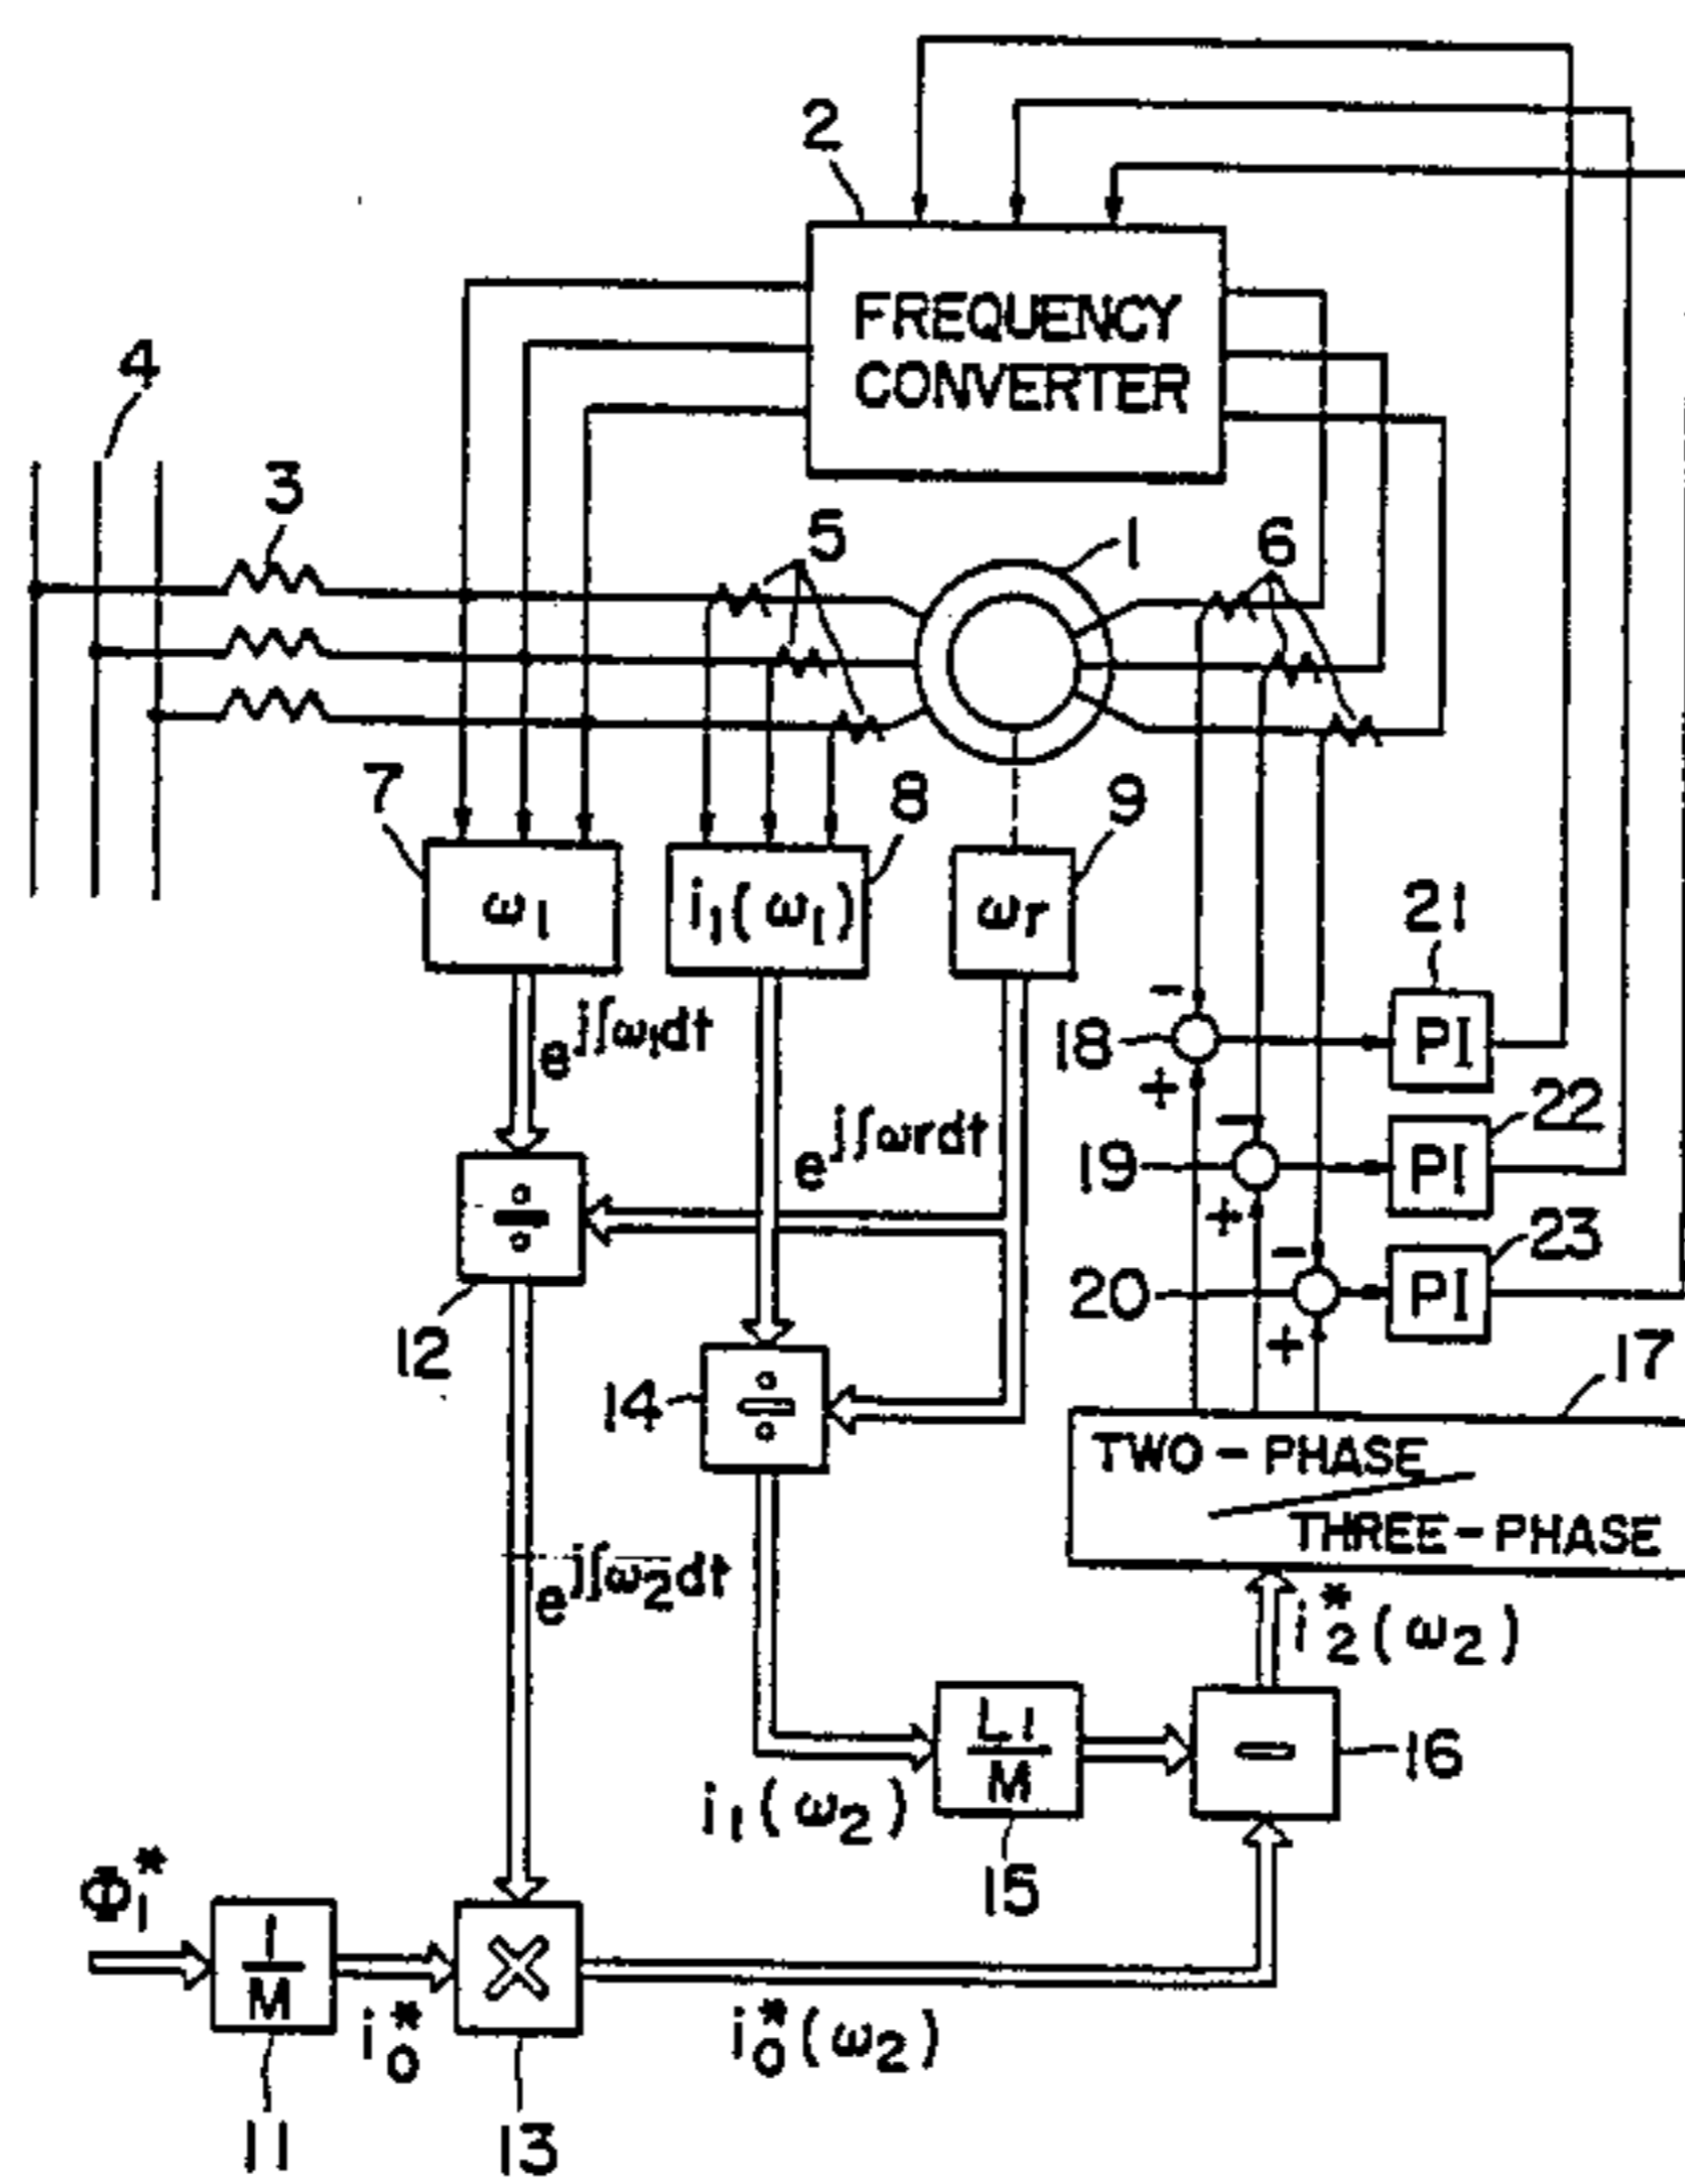 2
FREQUENCY
CONVERTER
4
3
5
1
6
7
8
9
ω1
i1(ω1)
ωr
21
-
18
PI
+
e^j∫ω1dt
22
e^j∫ωrdt
-
19
PI
+
23
÷
-
20
PI
+
12
17
14
÷
TWO-PHASE
THREE-PHASE
e^j∫ω2dt
i2*(ω2)
L1
M
-
16
i1(ω2)
15
Φ1*
1
M
×
i0*
i0*(ω2)
11
13